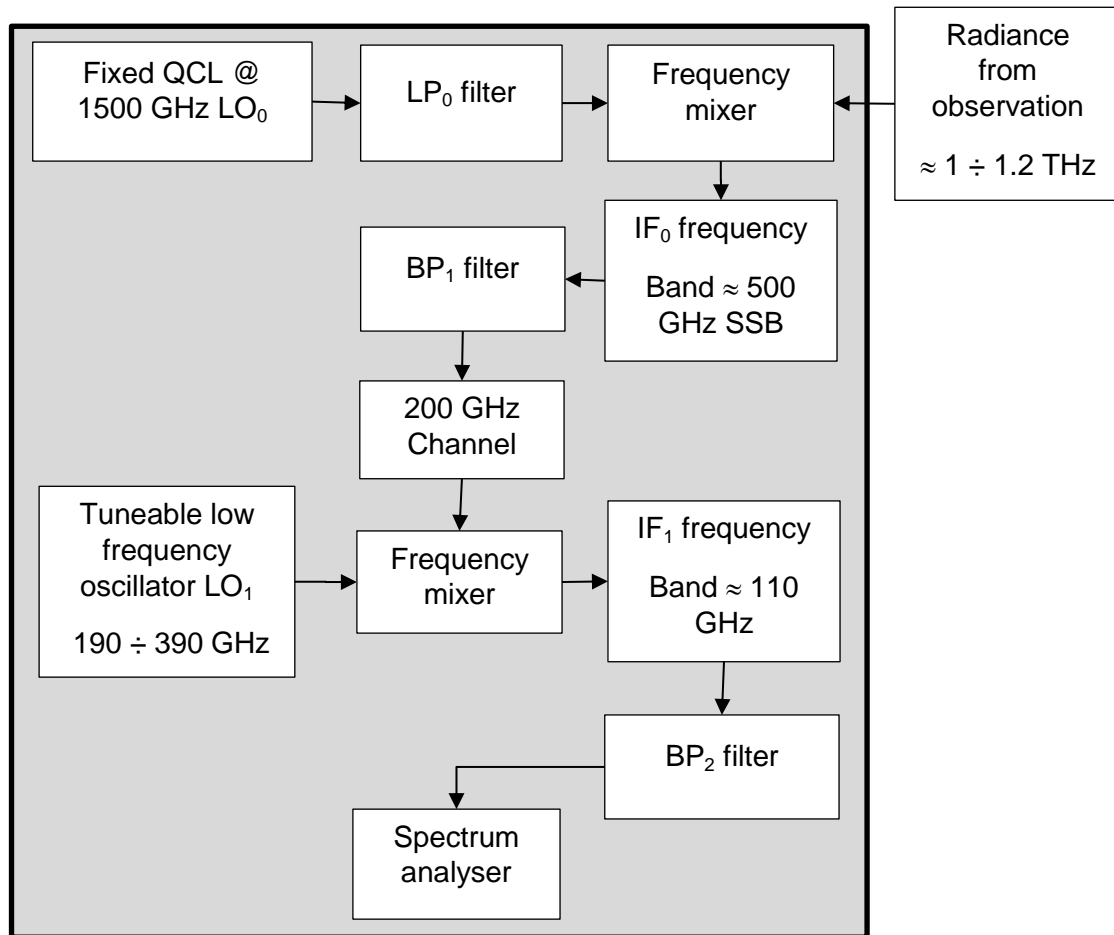 Fixed QCL @
1500 GHz LO₀
LP₀ filter
Frequency
mixer
Radiance
from
observation
≈ 1 ÷ 1.2 THz
IF₀ frequency
Band ≈ 500
GHz SSB
BP₁ filter
200 GHz
Channel
Tuneable low
frequency
oscillator LO₁
190 ÷ 390 GHz
Frequency
mixer
IF₁ frequency
Band ≈ 110
GHz
BP₂ filter
Spectrum
analyser